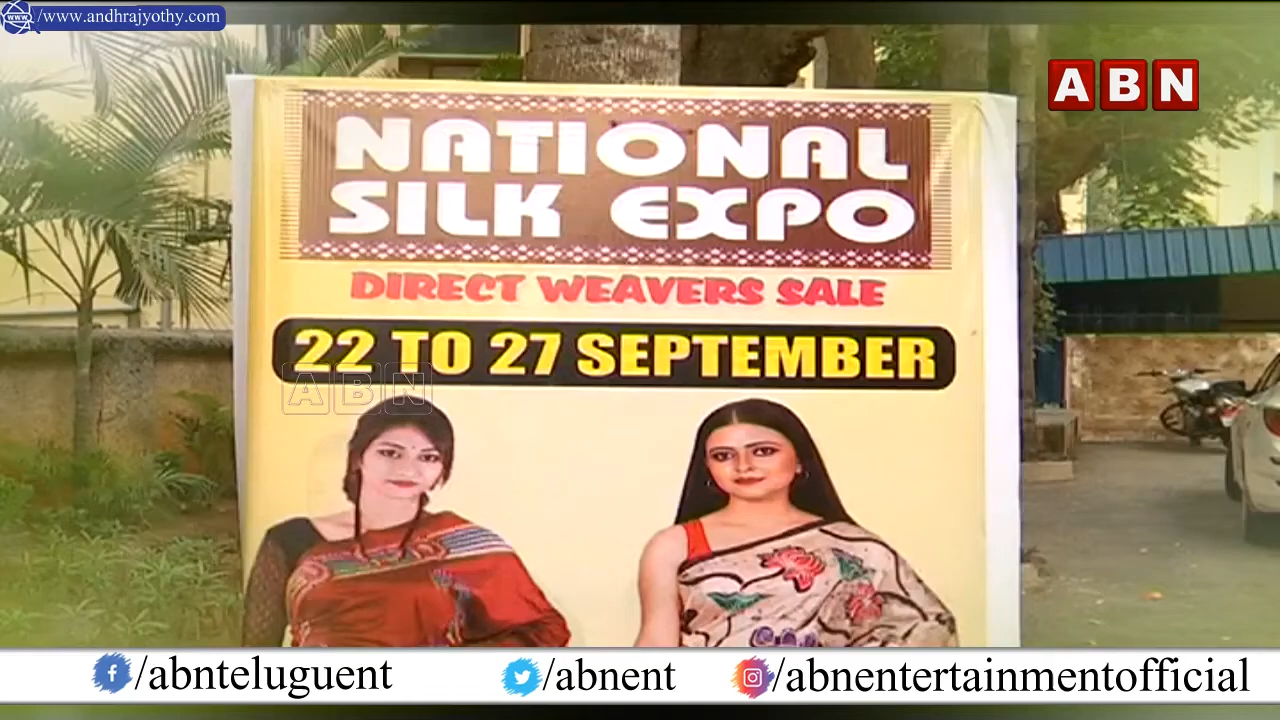 /www.andhrajyothy.com
ABN
NATIONAL
SILK EXPO
DIRECT WEAVERS SALE
22 TO 27 SEPTEMBER
ABN
/abnteluguent
/abnent
/abnentertainmentofficial